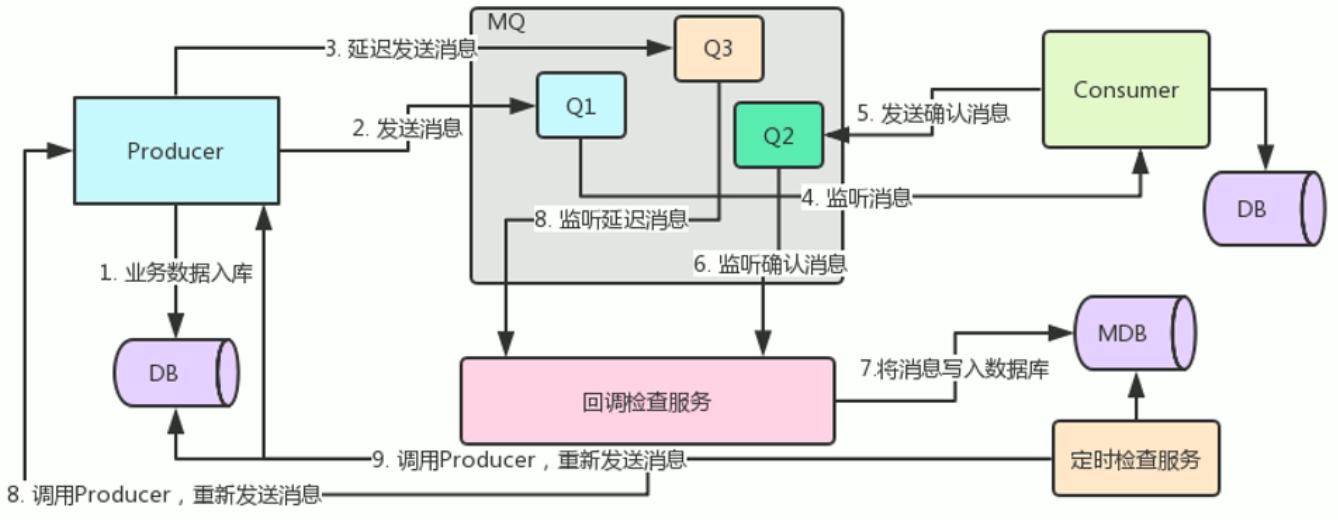 MQ
3. 延迟发送消息
Q3
Q1
2. 发送消息
Q2
5. 发送确认消息
Consumer
Producer
4. 监听消息
DB
8. 监听延迟消息
6. 监听确认消息
1. 业务数据入库
DB
MDB
7.将消息写入数据库
回调检查服务
9. 调用Producer，重新发送消息
定时检查服务
8. 调用Producer，重新发送消息